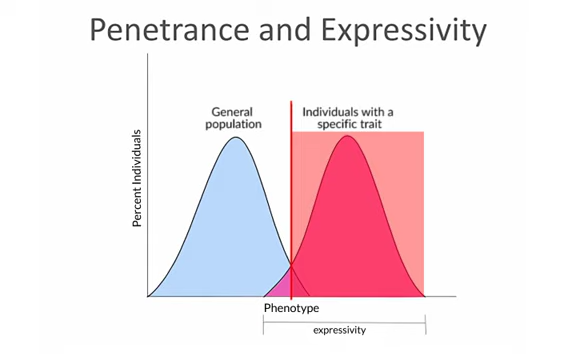 Penetrance and Expressivity
General
population
Individuals with a
specific trait
Percent Individuals
Phenotype
expressivity